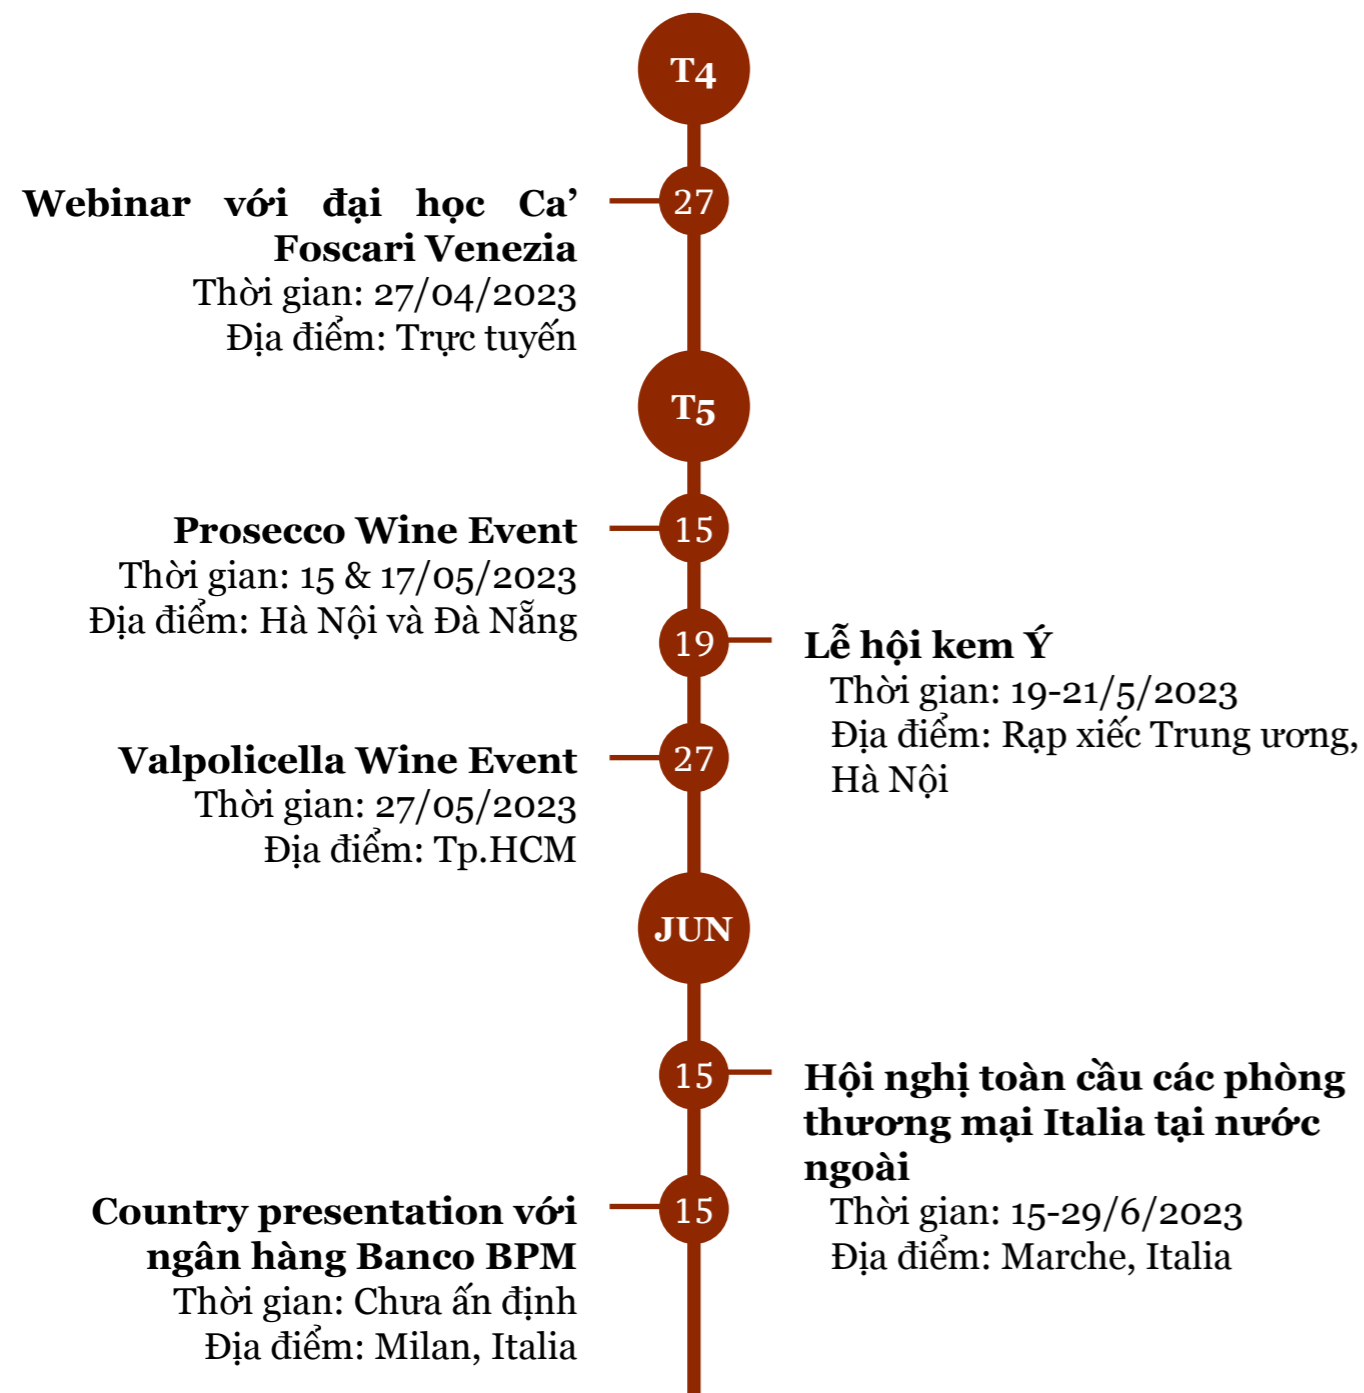 T4
27
Webinar với đại học Ca’
Foscari Venezia
Thời gian: 27/04/2023
Địa điểm: Trực tuyến
T5
15
Prosecco Wine Event
Thời gian: 15 & 17/05/2023
Địa điểm: Hà Nội và Đà Nẵng
19
Lễ hội kem Ý
Thời gian: 19-21/5/2023
Địa điểm: Rạp xiếc Trung ương,
Hà Nội
27
Valpolicella Wine Event
Thời gian: 27/05/2023
Địa điểm: Tp.HCM
JUN
15
Hội nghị toàn cầu các phòng
thương mại Italia tại nước
ngoài
Thời gian: 15-29/6/2023
Địa điểm: Marche, Italia
15
Country presentation với
ngân hàng Banco BPM
Thời gian: Chưa ấn định
Địa điểm: Milan, Italia